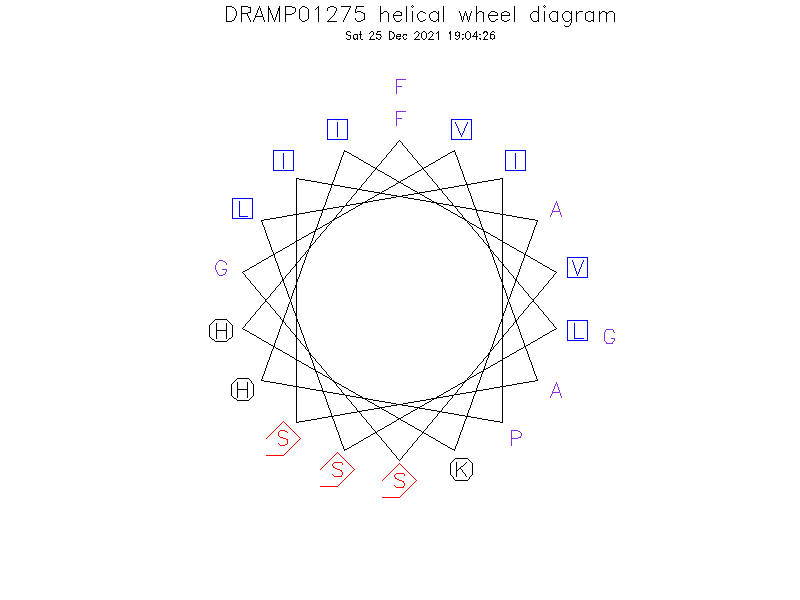 DRAMP01275 helical wheel diagram
Sat 25 Dec 2021 19:04:26
F
F
I V
I I
L A
G V
H L G
H A
S P
S K
S